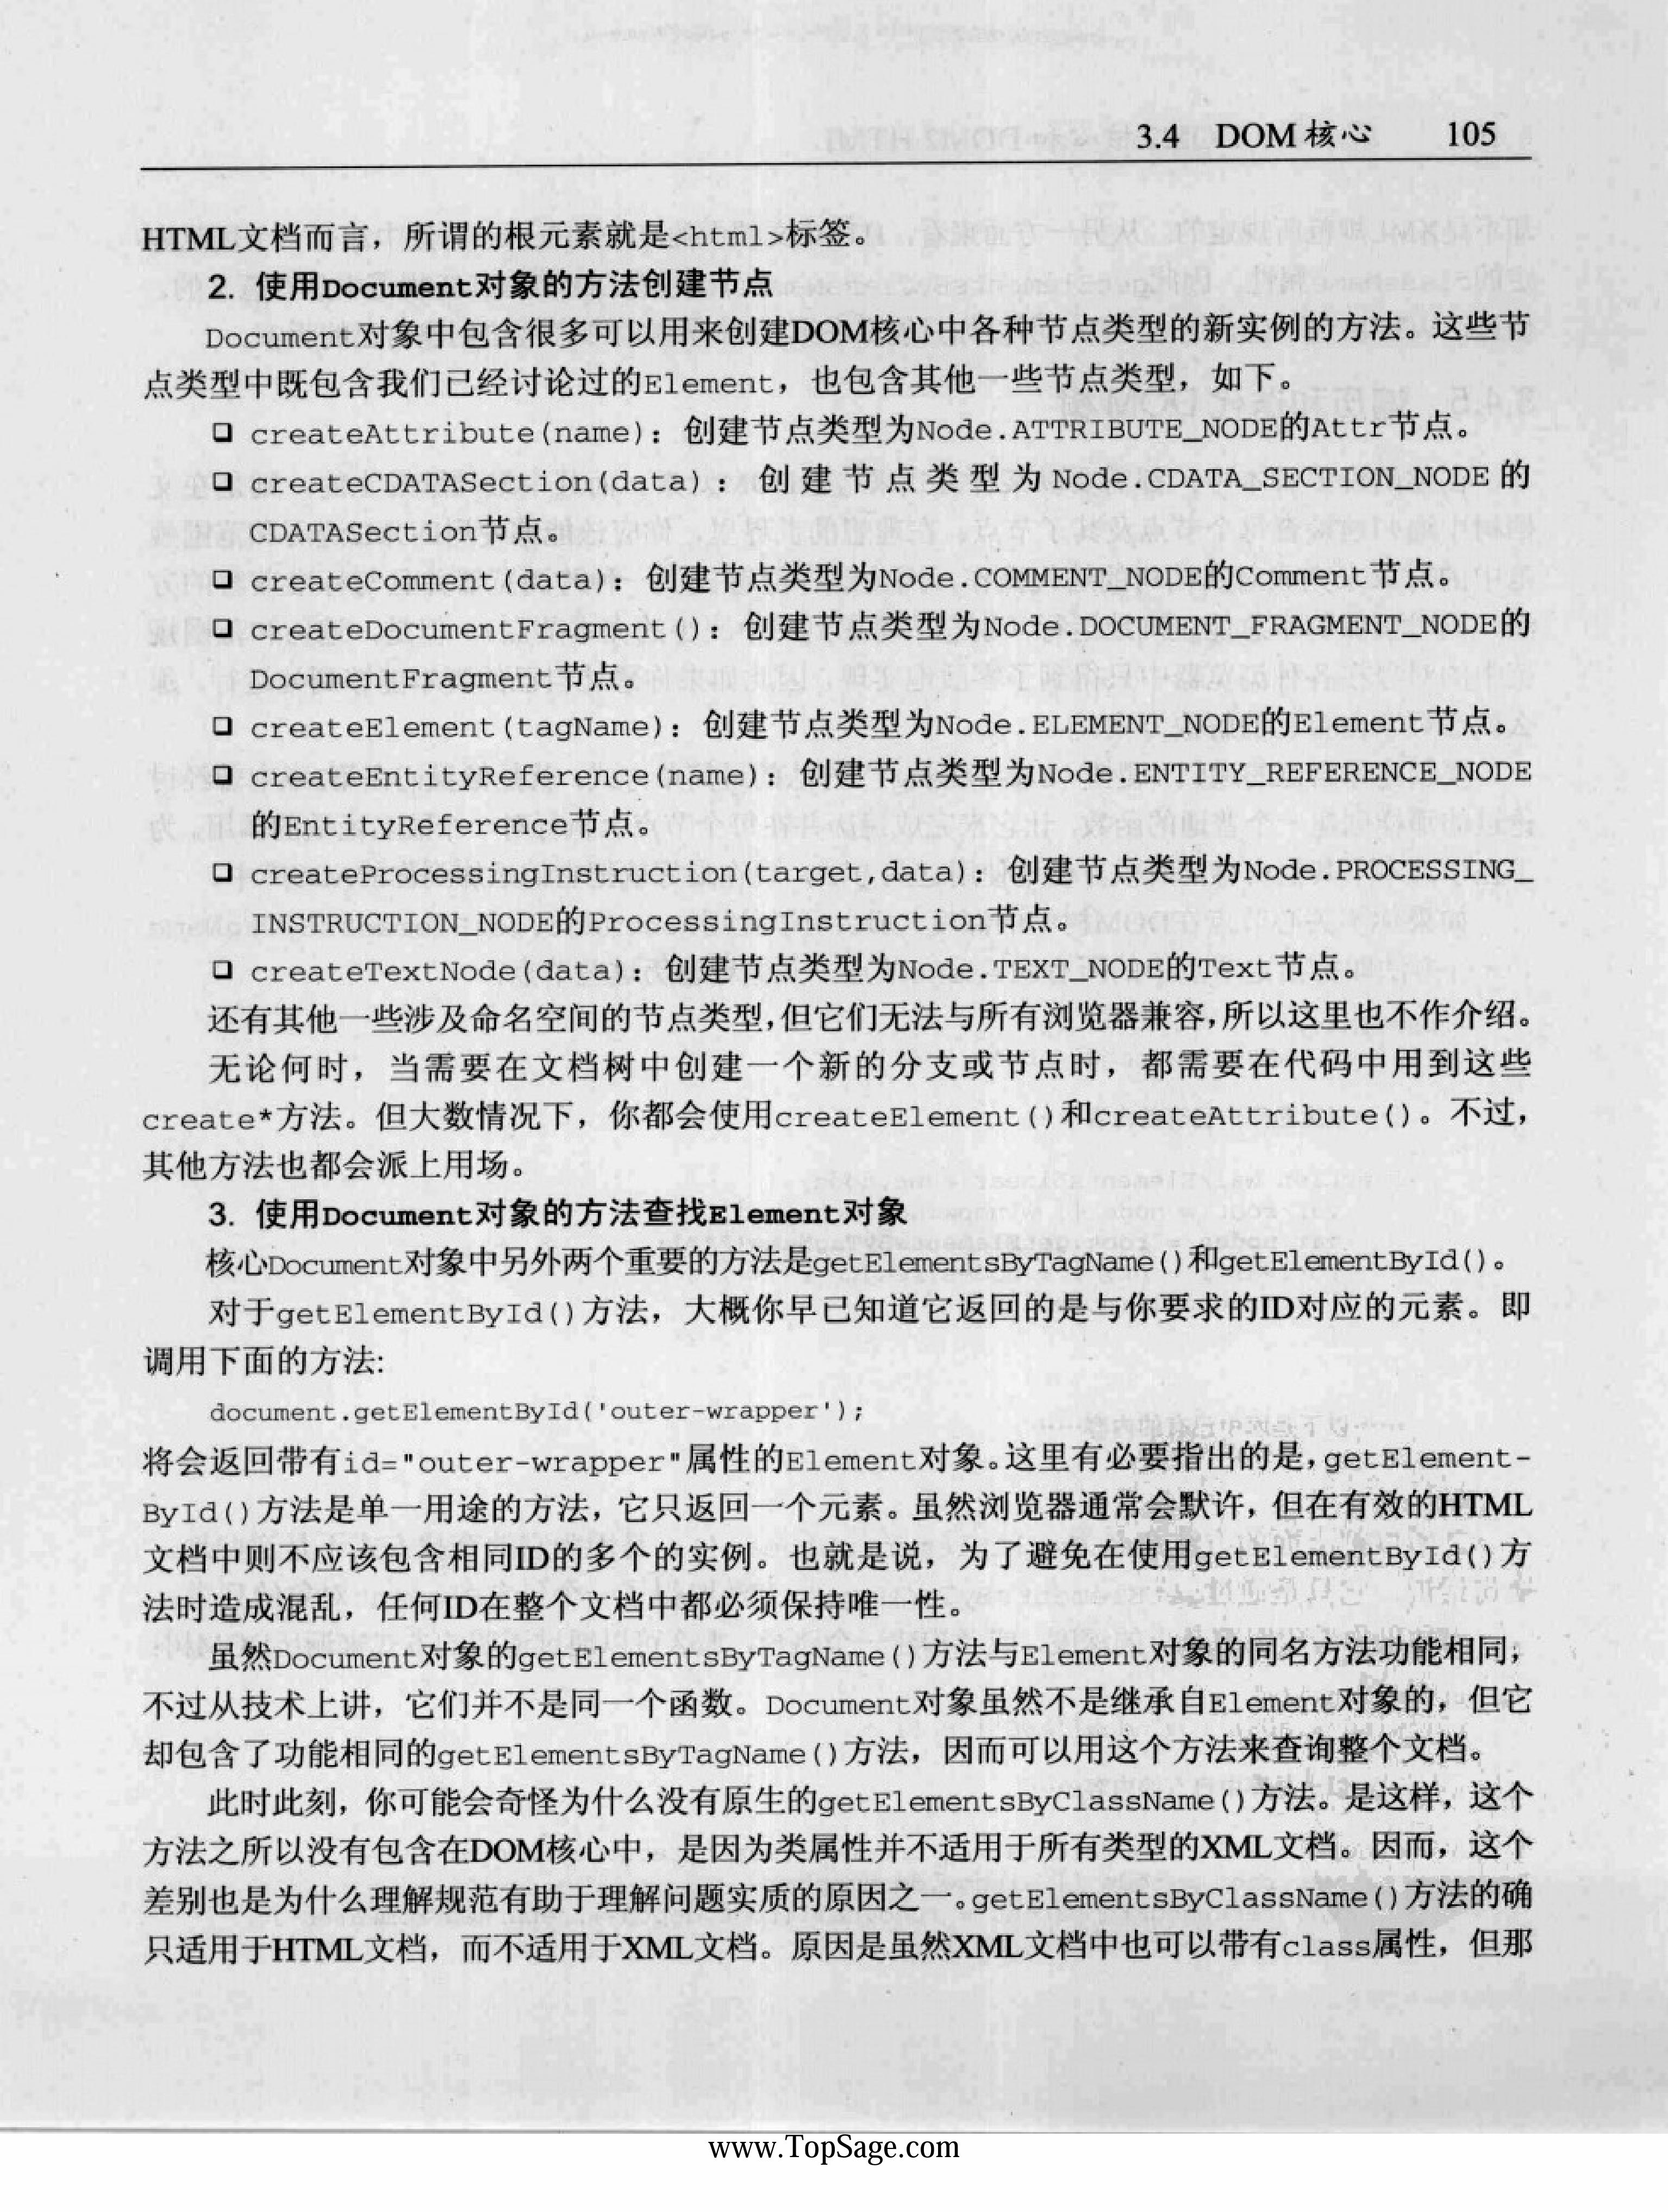 3.4 DOM核心 105
HTML文档而言，所谓的根元素就是<html>标签。
2. 使用Document对象的方法创建节点
Document对象中包含很多可以用来创建DOM核心中各种节点类型的新实例的方法。这些节
点类型中既包含我们已经讨论过的Element，也包含其他一些节点类型，如下。
❑ createAttribute(name)：创建节点类型为Node.ATTRIBUTE_NODE的Attr节点。
❑ createCDATASection(data)：创建节点类型为Node.CDATA_SECTION_NODE的
CDATASection节点。
❑ createComment(data)：创建节点类型为Node.COMMENT_NODE的Comment节点。
❑ createDocumentFragment()：创建节点类型为Node.DOCUMENT_FRAGMENT_NODE的
DocumentFragment节点。
❑ createElement(tagName)：创建节点类型为Node.ELEMENT_NODE的Element节点。
❑ createEntityReference(name)：创建节点类型为Node.ENTITY_REFERENCE_NODE
的EntityReference节点。
❑ createProcessingInstruction(target,data)：创建节点类型为Node.PROCESSING_
INSTRUCTION_NODE的ProcessingInstruction节点。
❑ createTextNode(data)：创建节点类型为Node.TEXT_NODE的Text节点。
还有其他一些涉及命名空间的节点类型，但它们无法与所有浏览器兼容，所以这里也不作介绍。
无论何时，当需要在文档树中创建一个新的分支或节点时，都需要在代码中用到这些
create*方法。但大数情况下，你都会使用createElement()和createAttribute()。不过，
其他方法也都会派上用场。
3. 使用Document对象的方法查找Element对象
核心Document对象中另外两个重要的方法是getElementsByTagName()和getElementById()。
对于getElementById()方法，大概你早已知道它返回的是与你要求的ID对应的元素。即
调用下面的方法:
document.getElementById('outer-wrapper');
将会返回带有id="outer-wrapper"属性的Element对象。这里有必要指出的是，getElement-
ById()方法是单一用途的方法，它只返回一个元素。虽然浏览器通常会默许，但在有效的HTML
文档中则不应该包含相同ID的多个的实例。也就是说，为了避免在使用getElementById()方
法时造成混乱，任何ID在整个文档中都必须保持唯一性。
虽然Document对象的getElementsByTagName()方法与Element对象的同名方法功能相同；
不过从技术上讲，它们并不是同一个函数。Document对象虽然不是继承自Element对象的，但它
却包含了功能相同的getElementsByTagName()方法，因而可以用这个方法来查询整个文档。
此时此刻，你可能会奇怪为什么没有原生的getElementsByClassName()方法。是这样，这个
方法之所以没有包含在DOM核心中，是因为类属性并不适用于所有类型的XML文档。因而，这个
差别也是为什么理解规范有助于理解问题实质的原因之一。getElementsByClassName()方法的确
只适用于HTML文档，而不适用于XML文档。原因是虽然XML文档中也可以带有class属性，但那
www.TopSage.com